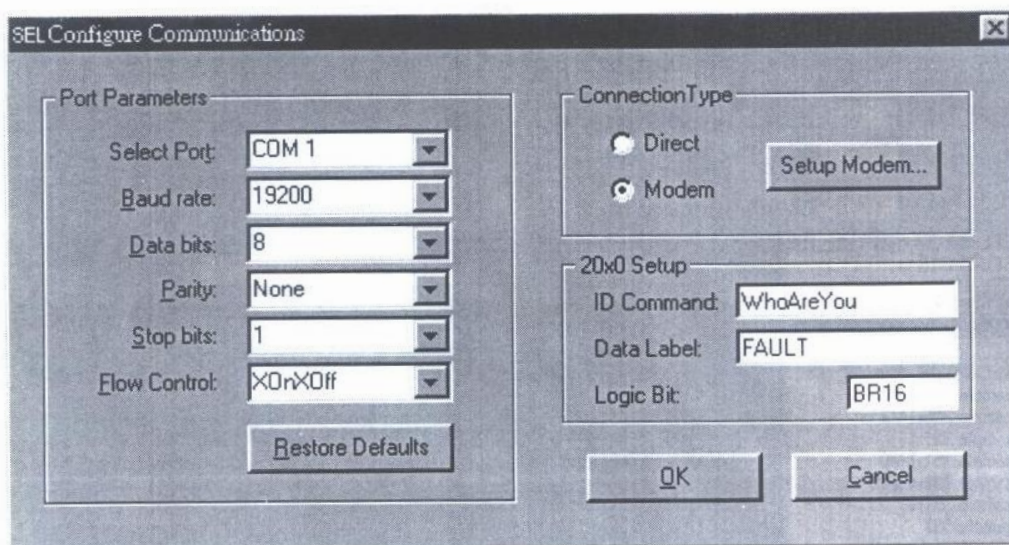 SEL Configure Communications
Port Parameters
Select Port: COM 1
Baud rate: 19200
Data bits: 8
Parity: None
Stop bits: 1
Flow Control: XOnXOff
Restore Defaults
ConnectionType
Direct
Modem
Setup Modem...
20x0 Setup
ID Command: WhoAreYou
Data Label: FAULT
Logic Bit: BR16
OK
Cancel